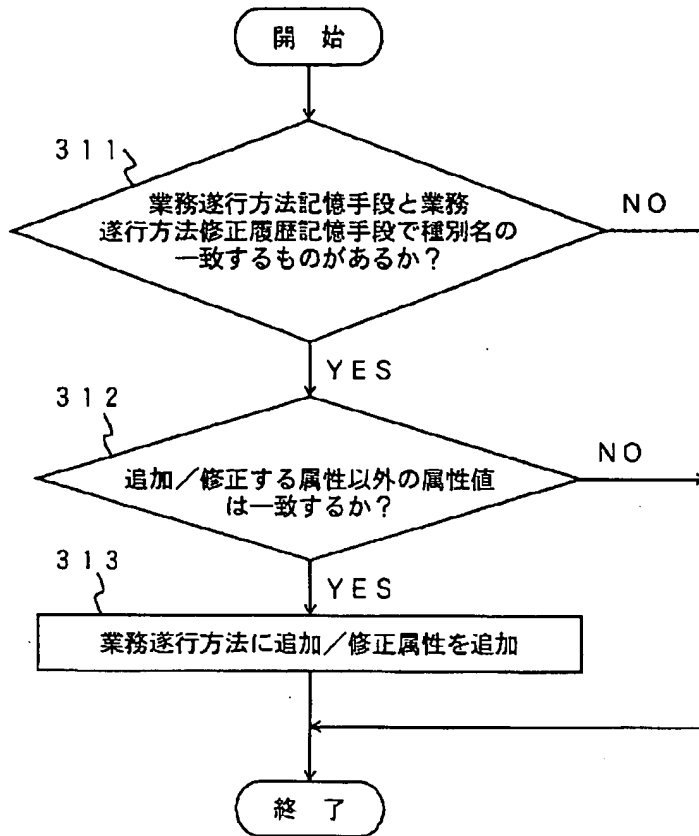 開 始
３１１
業務遂行方法記憶手段と業務
遂行方法修正履歴記憶手段で種別名の
一致するものがあるか？
ＮＯ
ＹＥＳ
３１２
追加／修正する属性以外の属性値
は一致するか？
ＮＯ
ＹＥＳ
３１３
業務遂行方法に追加／修正属性を追加
終 了